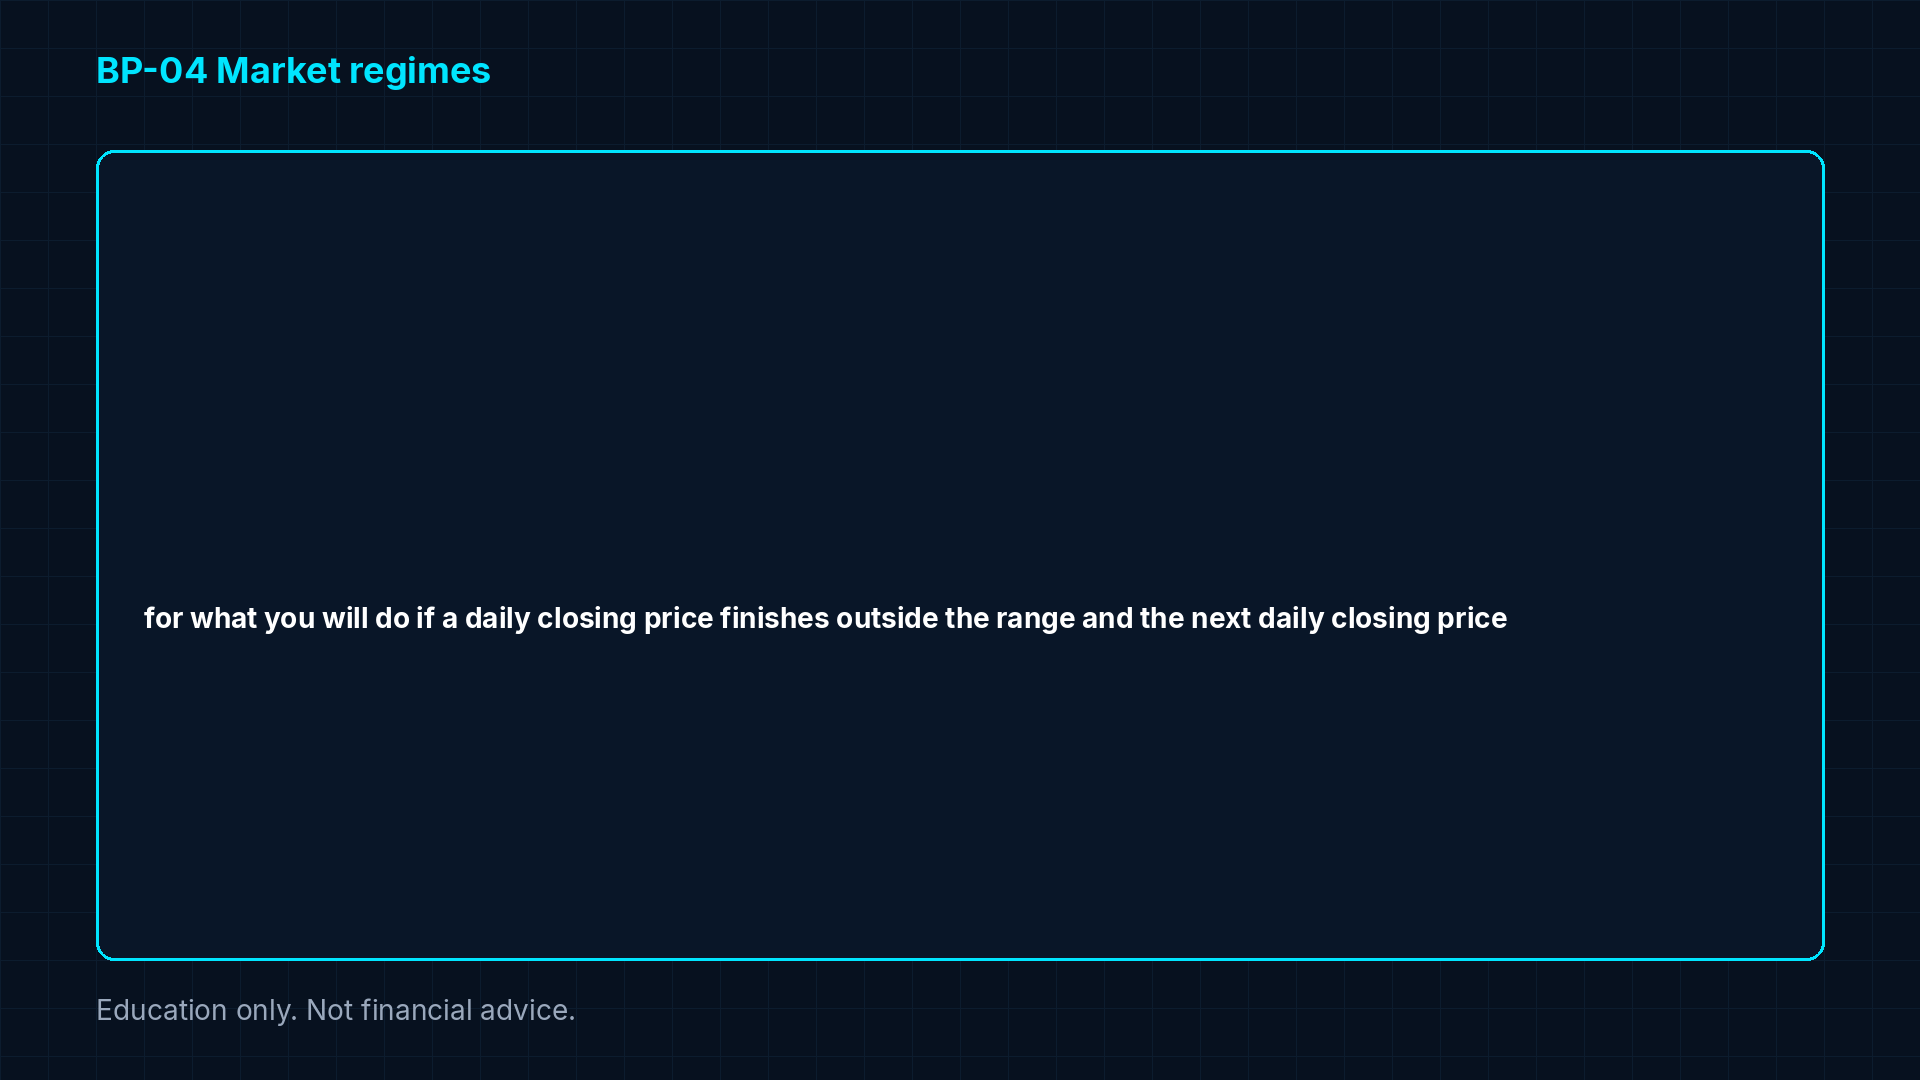 BP-04 Market regimes
for what you will do if a daily closing price finishes outside the range and the next daily closing price
Education only. Not financial advice.